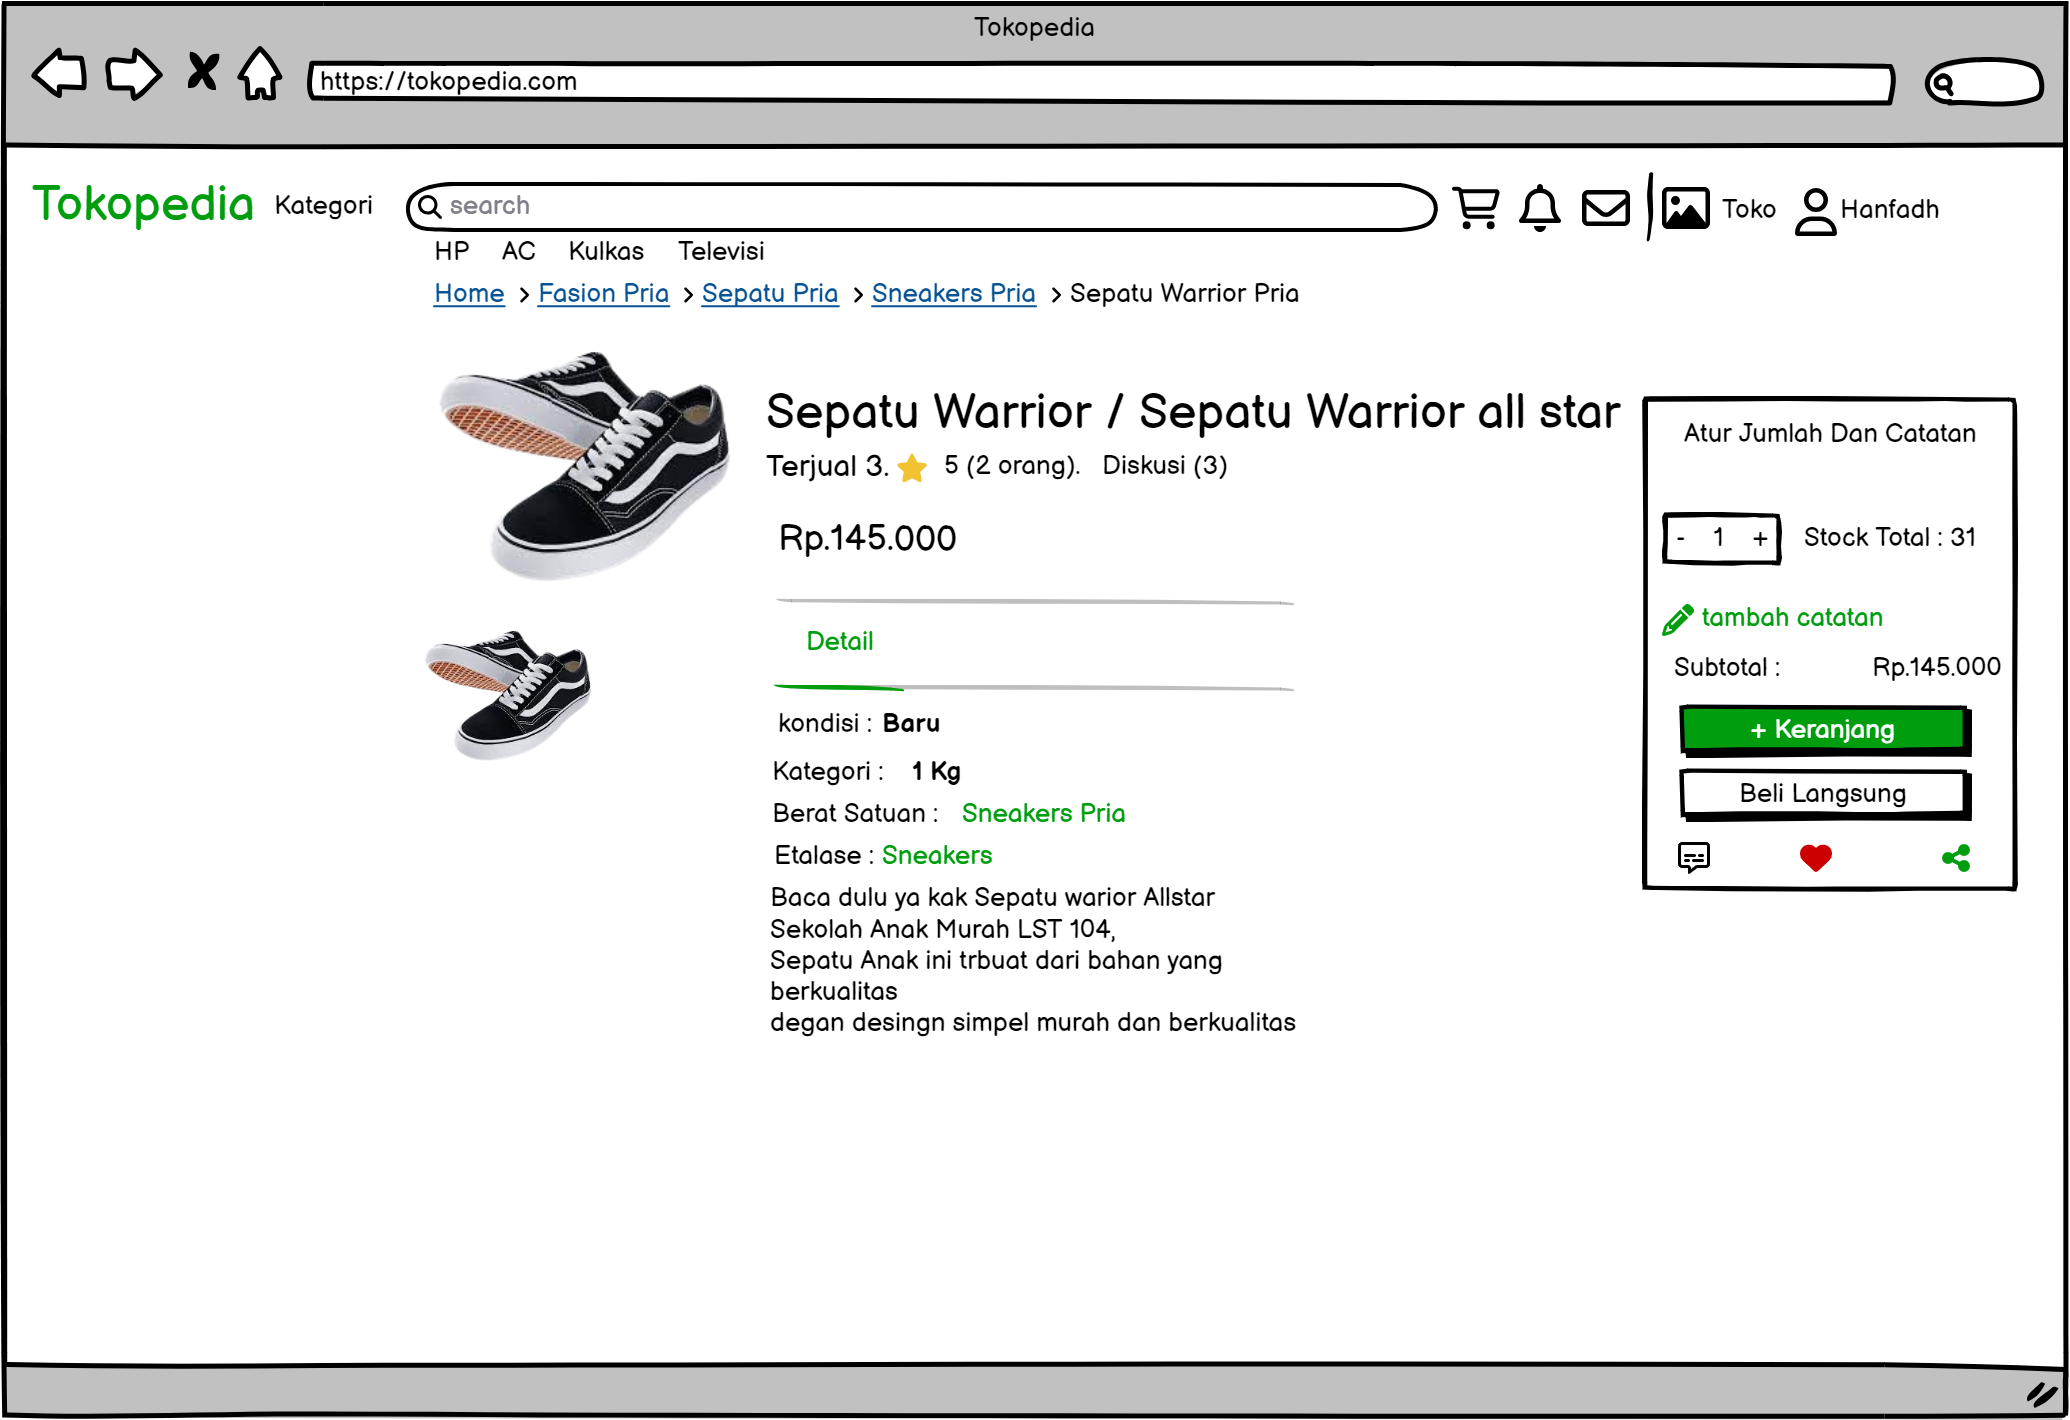 Tokopedia
https://tokopedia.com
Tokopedia Kategori search Toko Hanfadh
HP AC Kulkas Televisi
Home > Fasion Pria > Sepatu Pria > Sneakers Pria > Sepatu Warrior Pria
Sepatu Warrior / Sepatu Warrior all star
Terjual 3. 5 (2 orang). Diskusi (3)
Rp.145.000
Detail
kondisi : Baru
Kategori : 1 Kg
Berat Satuan : Sneakers Pria
Etalase : Sneakers
Baca dulu ya kak Sepatu warior Allstar
Sekolah Anak Murah LST 104,
Sepatu Anak ini trbuat dari bahan yang
berkualitas
degan desingn simpel murah dan berkualitas
Atur Jumlah Dan Catatan
- 1 + Stock Total : 31
tambah catatan
Subtotal : Rp.145.000
+ Keranjang
Beli Langsung